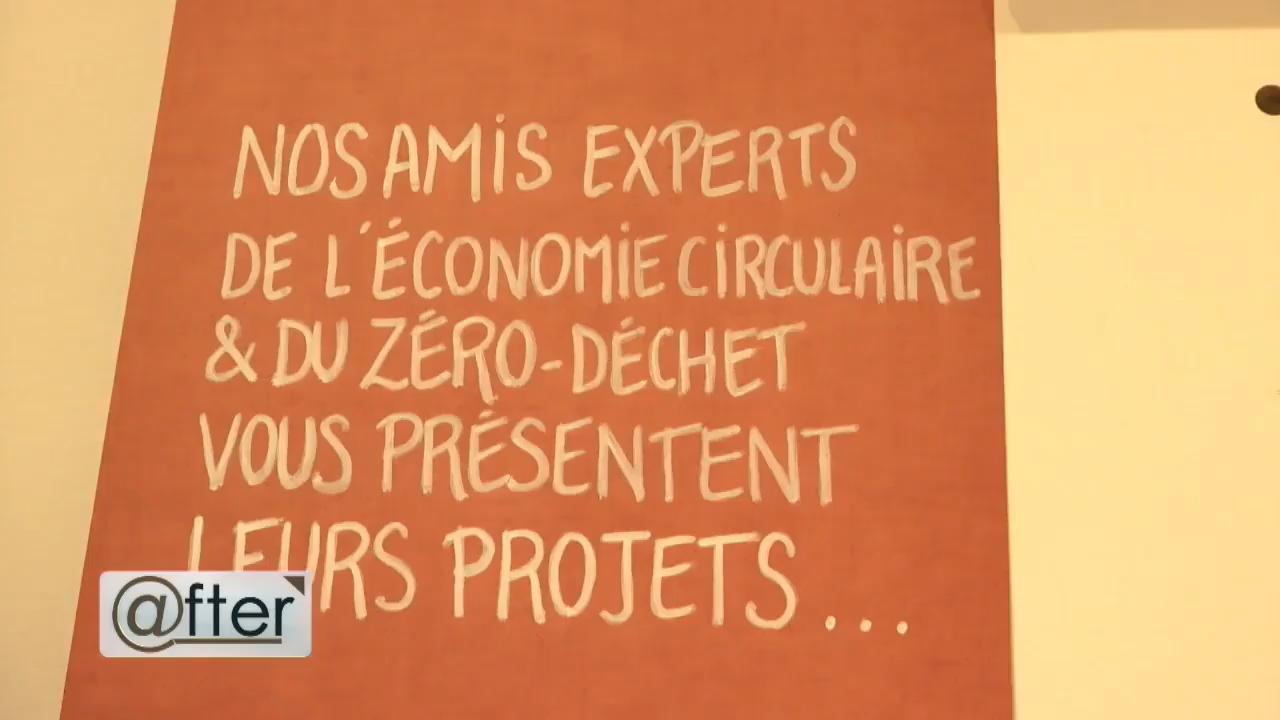 NOS AMIS EXPERTS
DE L'ÉCONOMIE CIRCULAIRE
& DU ZÉRO-DÉCHET
VOUS PRÉSENTENT
LEURS PROJETS...
@fter